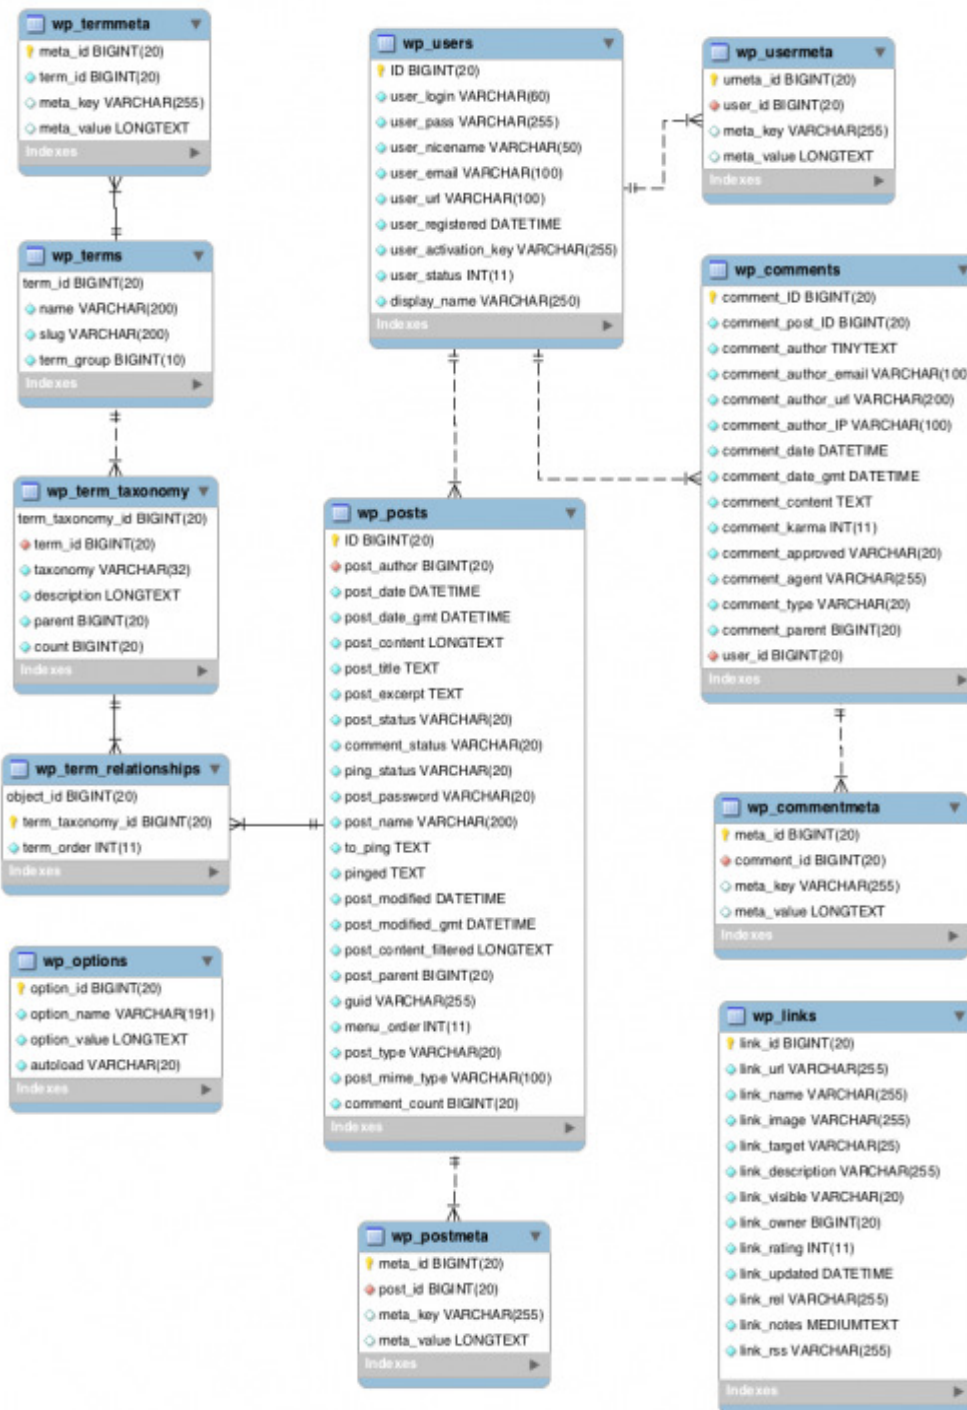 wp_termmeta
meta_id BIGINT(20)
term_id BIGINT(20)
meta_key VARCHAR(255)
meta_value LONGTEXT
Indexes
wp_terms
term_id BIGINT(20)
name VARCHAR(200)
slug VARCHAR(200)
term_group BIGINT(10)
Indexes
wp_term_taxonomy
term_taxonomy_id BIGINT(20)
term_id BIGINT(20)
taxonomy VARCHAR(32)
description LONGTEXT
parent BIGINT(20)
count BIGINT(20)
Indexes
wp_term_relationships
object_id BIGINT(20)
term_taxonomy_id BIGINT(20)
term_order INT(11)
Indexes
wp_options
option_id BIGINT(20)
option_name VARCHAR(191)
option_value LONGTEXT
autoload VARCHAR(20)
Indexes
wp_users
ID BIGINT(20)
user_login VARCHAR(60)
user_pass VARCHAR(255)
user_nicename VARCHAR(50)
user_email VARCHAR(100)
user_url VARCHAR(100)
user_registered DATETIME
user_activation_key VARCHAR(255)
user_status INT(11)
display_name VARCHAR(250)
Indexes
wp_posts
ID BIGINT(20)
post_author BIGINT(20)
post_date DATETIME
post_date_gmt DATETIME
post_content LONGTEXT
post_title TEXT
post_excerpt TEXT
post_status VARCHAR(20)
comment_status VARCHAR(20)
ping_status VARCHAR(20)
post_password VARCHAR(20)
post_name VARCHAR(200)
to_ping TEXT
pinged TEXT
post_modified DATETIME
post_modified_gmt DATETIME
post_content_filtered LONGTEXT
post_parent BIGINT(20)
guid VARCHAR(255)
menu_order INT(11)
post_type VARCHAR(20)
post_mime_type VARCHAR(100)
comment_count BIGINT(20)
Indexes
wp_postmeta
meta_id BIGINT(20)
post_id BIGINT(20)
meta_key VARCHAR(255)
meta_value LONGTEXT
Indexes
wp_usermeta
umeta_id BIGINT(20)
user_id BIGINT(20)
meta_key VARCHAR(255)
meta_value LONGTEXT
Indexes
wp_comments
comment_ID BIGINT(20)
comment_post_ID BIGINT(20)
comment_author TINYTEXT
comment_author_email VARCHAR(100
comment_author_url VARCHAR(200)
comment_author_IP VARCHAR(100)
comment_date DATETIME
comment_date_gmt DATETIME
comment_content TEXT
comment_karma INT(11)
comment_approved VARCHAR(20)
comment_agent VARCHAR(255)
comment_type VARCHAR(20)
comment_parent BIGINT(20)
user_id BIGINT(20)
Indexes
wp_commentmeta
meta_id BIGINT(20)
comment_id BIGINT(20)
meta_key VARCHAR(255)
meta_value LONGTEXT
Indexes
wp_links
link_id BIGINT(20)
link_url VARCHAR(255)
link_name VARCHAR(255)
link_image VARCHAR(255)
link_target VARCHAR(25)
link_description VARCHAR(255)
link_visible VARCHAR(20)
link_owner BIGINT(20)
link_rating INT(11)
link_updated DATETIME
link_rel VARCHAR(255)
link_notes MEDIUMTEXT
link_rss VARCHAR(255)
Indexes